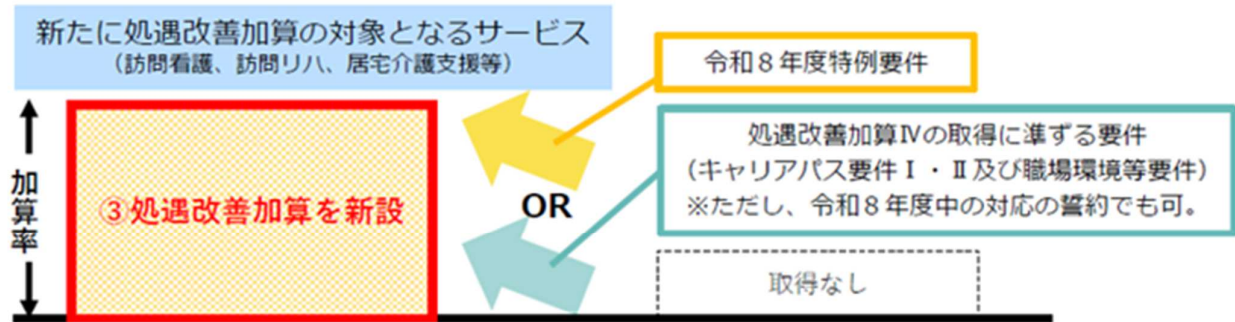 新たに処遇改善加算の対象となるサービス
（訪問看護、訪問リハ、居宅介護支援等）
加算率
③処遇改善加算を新設
OR
令和８年度特例要件
処遇改善加算Ⅳの取得に準ずる要件
（キャリアパス要件Ⅰ・Ⅱ及び職場環境等要件）
※ただし、令和８年度中の対応の誓約でも可。
取得なし